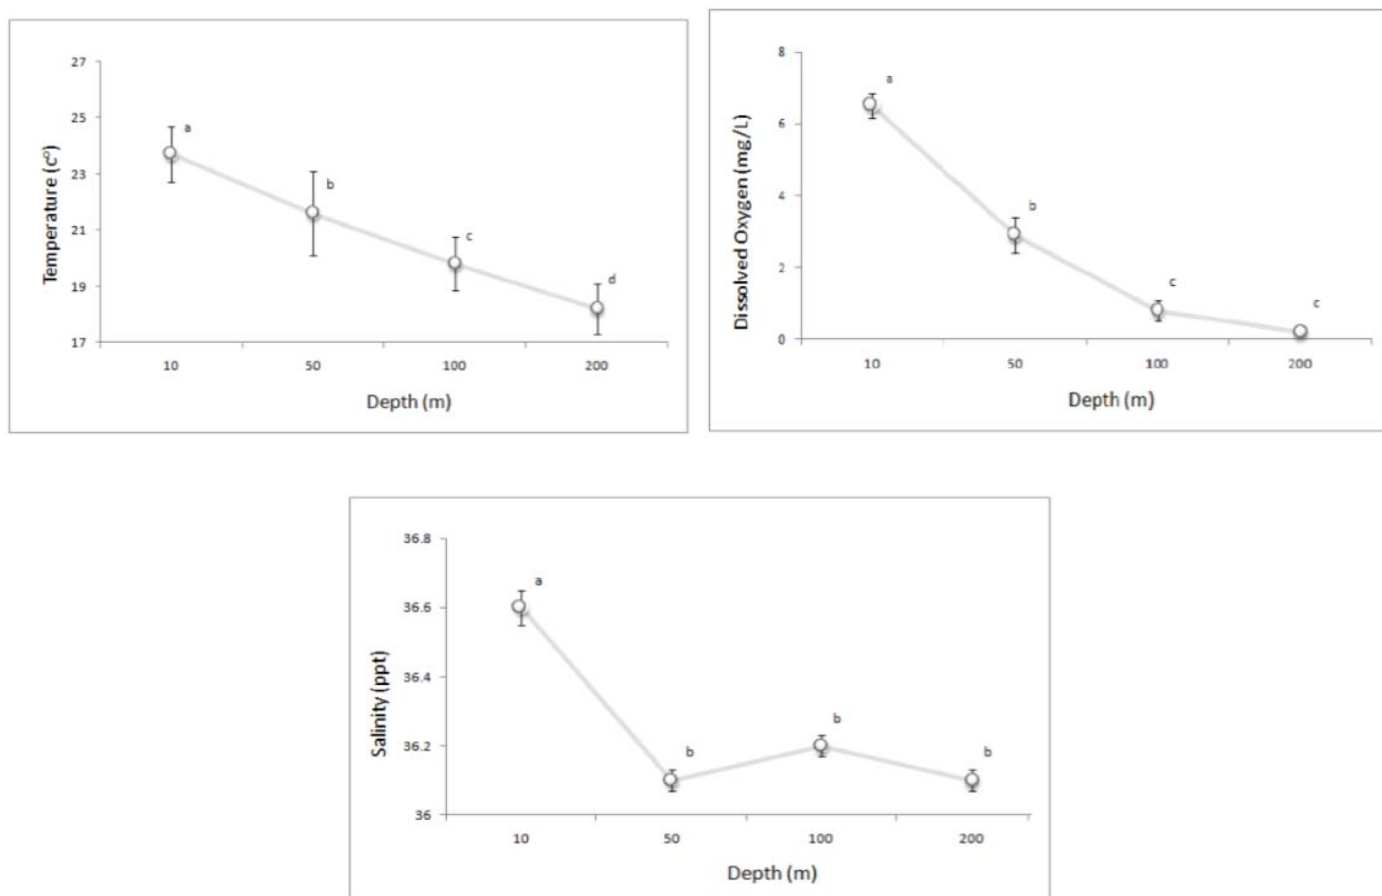 27
25
23
21
19
17
Temperature (cº)
a
b
c
d
10 50 100 200
Depth (m)
8
6
4
2
0
Dissolved Oxygen (mg/L)
a
b
c
c
10 50 100 200
Depth (m)
36.8
36.6
36.4
36.2
36
Salinity (ppt)
a
b
b
b
10 50 100 200
Depth (m)